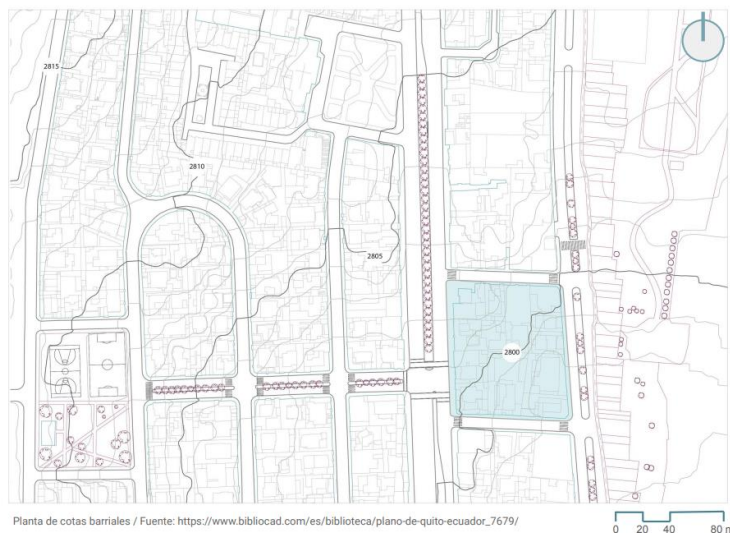 2815
2810
2805
2800
Planta de cotas barriales / Fuente: https://www.bibliocad.com/es/biblioteca/plano-de-quito-ecuador_7679/
0 20 40 80 m